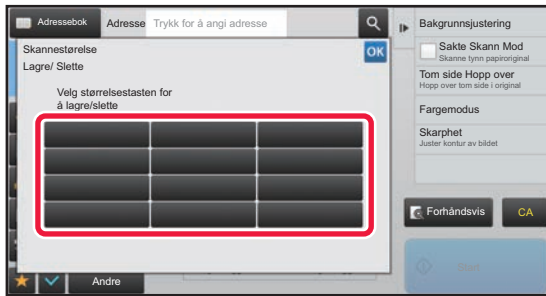 Adressebok
Adresse
Trykk for å angi adresse
Skannestørelse
OK
Lagre/ Slette
Velg størrelsestasten for
å lagre/slette
Andre
Bakgrunnsjustering
Sakte Skann Mod
Skanne tynn papiroriginal
Tom side Hopp over
Hopp over tom side i original
Fargemodus
Skarphet
Juster kontur av bildet
Forhåndsvis
CA
Start